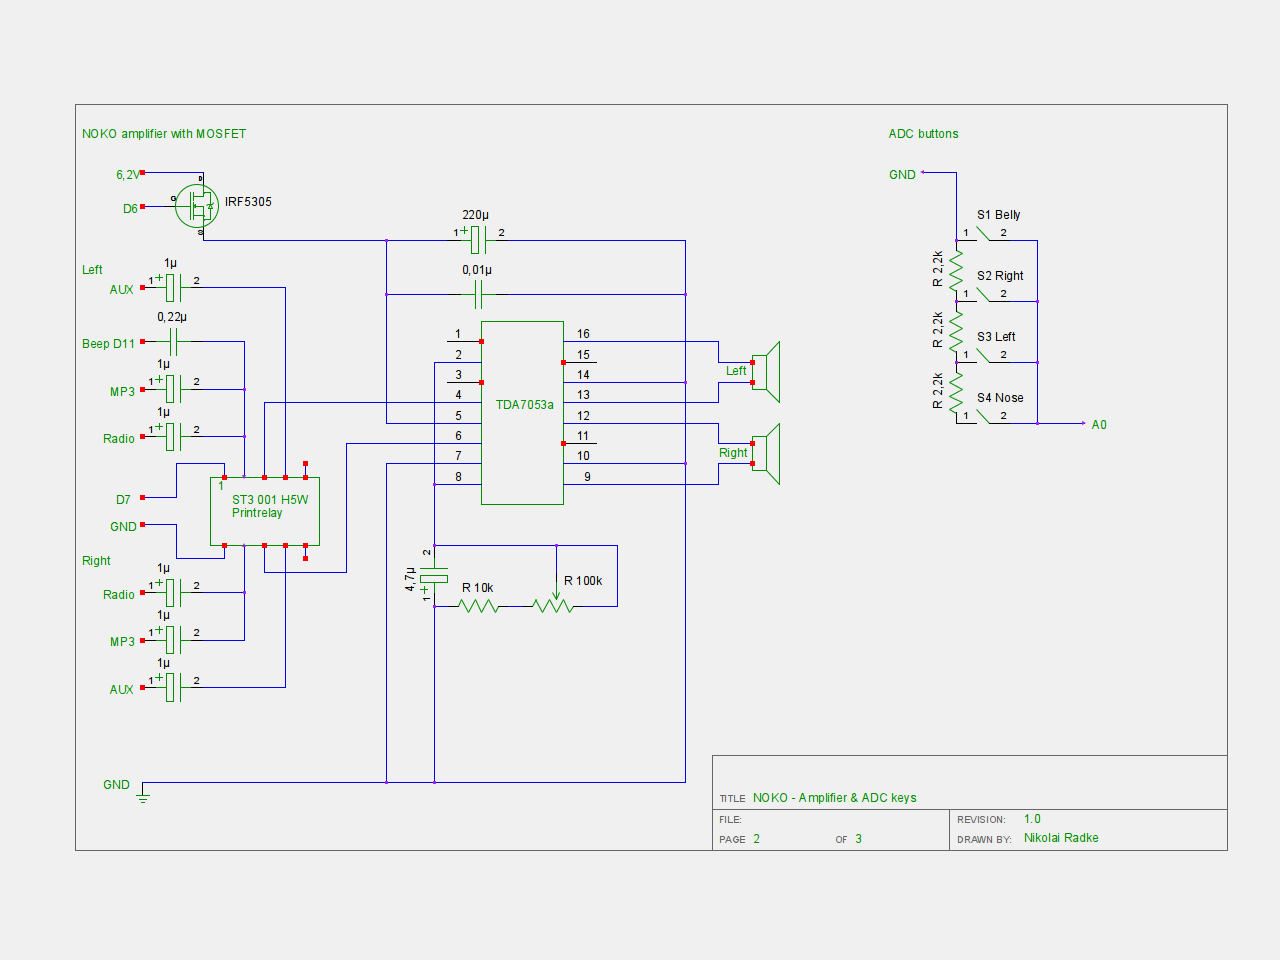 NOKO amplifier with MOSFET
ADC buttons
6,2V
D
G
S
IRF5305
D6
GND
S1 Belly
1 2
R 2,2k
S2 Right
1 2
R 2,2k
S3 Left
1 2
R 2,2k
S4 Nose
1 2
A0
220µ
1 + 2
0,01µ
Left
1µ
AUX 1 + 2
0,22µ
Beep D11
1µ
MP3 1 + 2
1µ
Radio 1 + 2
D7
GND
1
ST3 001 H5W
Printrelay
1 16
2 15
3 14
4 13
TDA7053a
5 12
6 11
7 10
8 9
Left
Right
Right
1µ
Radio 1 + 2
1µ
MP3 1 + 2
1µ
AUX 1 + 2
2
4,7µ
+
1
R 10k
R 100k
GND
TITLE NOKO - Amplifier & ADC keys
FILE:
REVISION: 1.0
PAGE 2 OF 3
DRAWN BY: Nikolai Radke